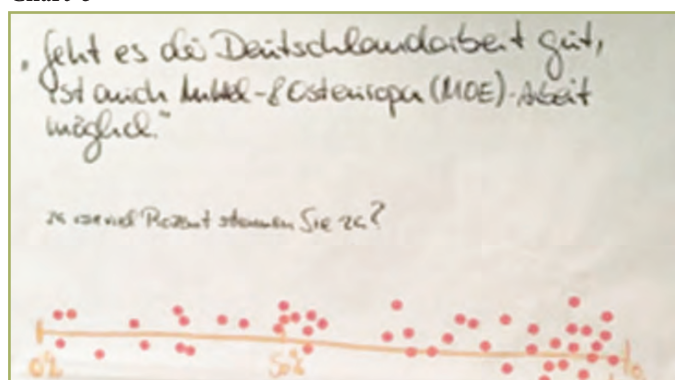 „Geht es der Deutschlandarbeit gut,
ist auch Mittel-& Osteuropa (MOE)-Arbeit
möglich."
zu wieviel Prozent stimmen Sie zu?
0%
50%